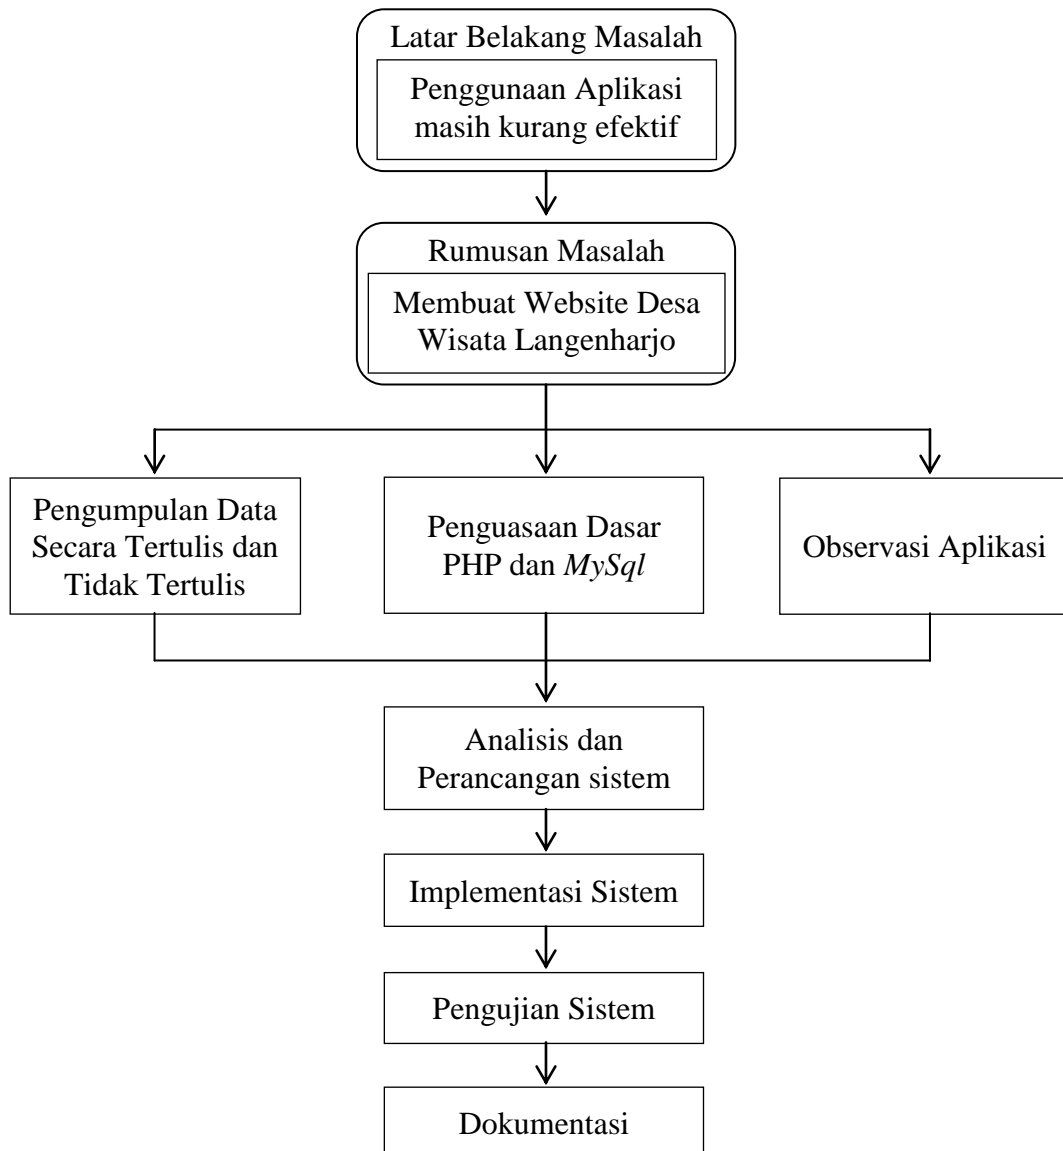 Latar Belakang Masalah
Penggunaan Aplikasi
masih kurang efektif
Rumusan Masalah
Membuat Website Desa
Wisata Langenharjo
Pengumpulan Data
Secara Tertulis dan
Tidak Tertulis
Penguasaan Dasar
PHP dan MySql
Observasi Aplikasi
Analisis dan
Perancangan sistem
Implementasi Sistem
Pengujian Sistem
Dokumentasi